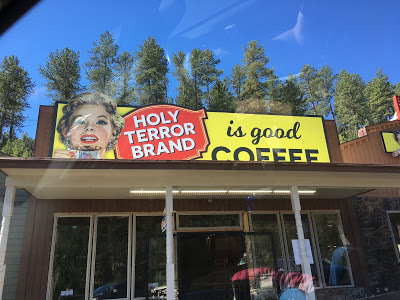 HOLY
TERROR
BRAND
is good
COFFEE